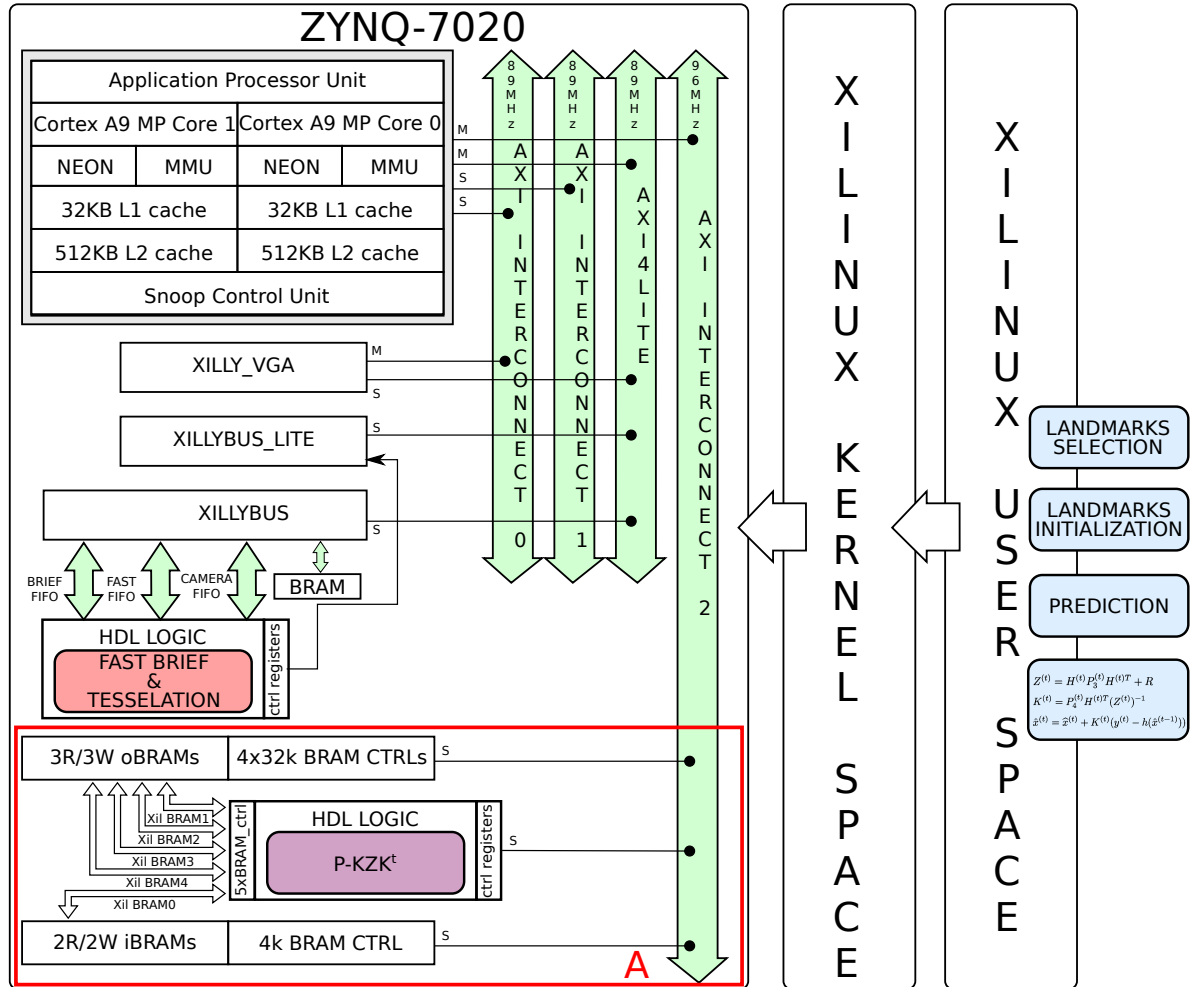 ZYNQ-7020
Application Processor Unit
Cortex A9 MP Core 1
Cortex A9 MP Core 0
NEON
MMU
NEON
MMU
32KB L1 cache
32KB L1 cache
512KB L2 cache
512KB L2 cache
Snoop Control Unit
M
M
S
S
89MHz
AXI INTERCONNECT 0
89MHz
AXI INTERCONNECT 1
89MHz
AXI4LITE
96MHz
AXI INTERCONNECT 2
XILLY_VGA
M
S
XILLYBUS_LITE
S
XILLYBUS
S
BRIEF
FIFO
FAST
FIFO
CAMERA
FIFO
BRAM
HDL LOGIC
FAST BRIEF
&
TESSELATION
ctrl registers
3R/3W oBRAMs
4x32k BRAM CTRLs
S
Xil BRAM1
Xil BRAM2
Xil BRAM3
Xil BRAM4
Xil BRAM0
5xBRAM_ctrl
HDL LOGIC
P-KZKᵗ
ctrl registers
S
2R/2W iBRAMs
4k BRAM CTRL
S
A
XILINUX KERNEL SPACE
XILINUX USER SPACE
LANDMARKS
SELECTION
LANDMARKS
INITIALIZATION
PREDICTION
Z^{(t)} = H^{(t)}P_3^{(t)}H^{(t)T} + R
K^{(t)} = P_4^{(t)}H^{(t)T}(Z^{(t)})^{-1}
x̂^{(t)} = x̂^{(t)} + K^{(t)}(y^{(t)} − h(x̂^{(t−1)}))